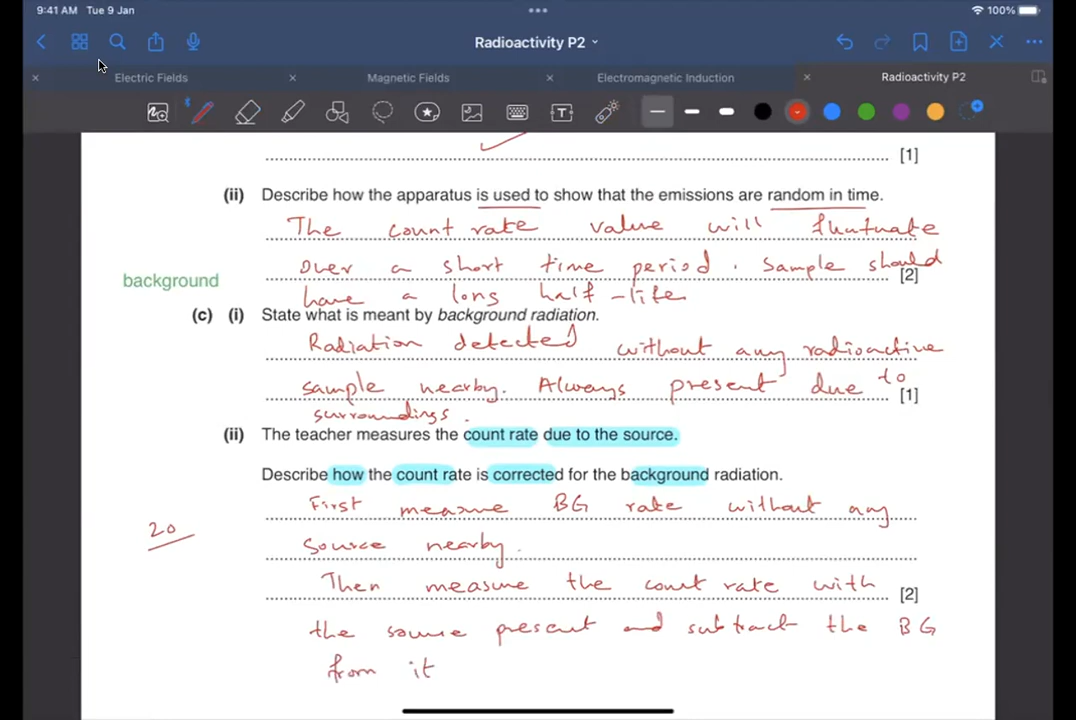 9:41 AM Tue 9 Jan
100%
Radioactivity P2
Electric Fields
Magnetic Fields
Electromagnetic Induction
Radioactivity P2
[1]
(ii) Describe how the apparatus is used to show that the emissions are random in time.
The count rate value will fluntuate
over a short time period. Sample should
[2]
have a long half-life
background
(c) (i) State what is meant by background radiation.
Radiation detected without any radioactive
sample nearby. Always present due to
[1]
surroundings.
(ii) The teacher measures the count rate due to the source.
Describe how the count rate is corrected for the background radiation.
First measure BG rate without any
20
source nearby.
Then measure the count rate with
[2]
the source present and subtract the BG
from it